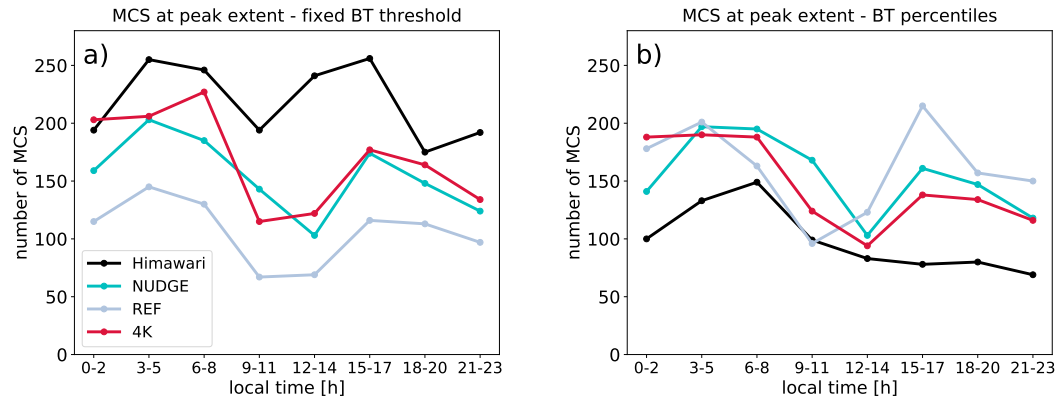 MCS at peak extent - fixed BT threshold
a)
number of MCS
250
200
150
100
50
0
Himawari
NUDGE
REF
4K
0-2 3-5 6-8 9-11 12-14 15-17 18-20 21-23
local time [h]
MCS at peak extent - BT percentiles
b)
number of MCS
250
200
150
100
50
0
0-2 3-5 6-8 9-11 12-14 15-17 18-20 21-23
local time [h]